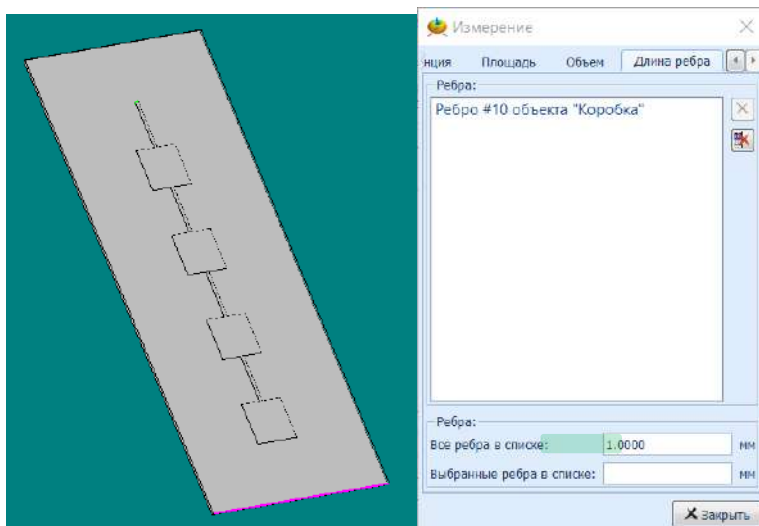 Измерение
нция Площадь Объем Длина ребра
Ребра:
Ребро #10 объекта "Коробка"
Ребра:
Все ребра в списке: 1.0000 мм
Выбранные ребра в списке: мм
Закрыть